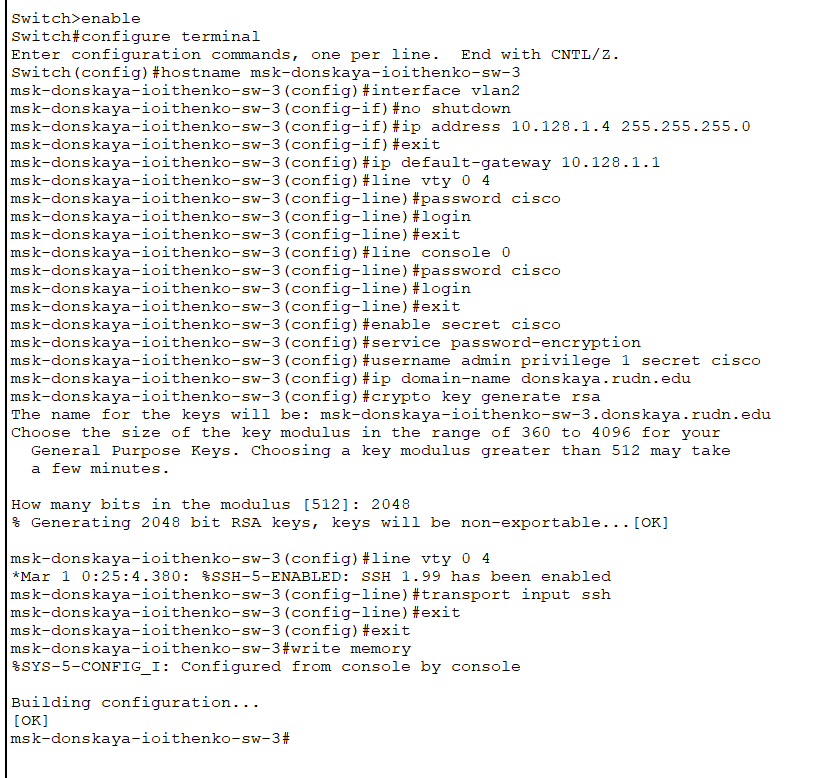 Switch>enable
Switch#configure terminal
Enter configuration commands, one per line.  End with CNTL/Z.
Switch(config)#hostname msk-donskaya-ioithenko-sw-3
msk-donskaya-ioithenko-sw-3(config)#interface vlan2
msk-donskaya-ioithenko-sw-3(config-if)#no shutdown
msk-donskaya-ioithenko-sw-3(config-if)#ip address 10.128.1.4 255.255.255.0
msk-donskaya-ioithenko-sw-3(config-if)#exit
msk-donskaya-ioithenko-sw-3(config)#ip default-gateway 10.128.1.1
msk-donskaya-ioithenko-sw-3(config)#line vty 0 4
msk-donskaya-ioithenko-sw-3(config-line)#password cisco
msk-donskaya-ioithenko-sw-3(config-line)#login
msk-donskaya-ioithenko-sw-3(config-line)#exit
msk-donskaya-ioithenko-sw-3(config)#line console 0
msk-donskaya-ioithenko-sw-3(config-line)#password cisco
msk-donskaya-ioithenko-sw-3(config-line)#login
msk-donskaya-ioithenko-sw-3(config-line)#exit
msk-donskaya-ioithenko-sw-3(config)#enable secret cisco
msk-donskaya-ioithenko-sw-3(config)#service password-encryption
msk-donskaya-ioithenko-sw-3(config)#username admin privilege 1 secret cisco
msk-donskaya-ioithenko-sw-3(config)#ip domain-name donskaya.rudn.edu
msk-donskaya-ioithenko-sw-3(config)#crypto key generate rsa
The name for the keys will be: msk-donskaya-ioithenko-sw-3.donskaya.rudn.edu
Choose the size of the key modulus in the range of 360 to 4096 for your
  General Purpose Keys. Choosing a key modulus greater than 512 may take
  a few minutes.

How many bits in the modulus [512]: 2048
% Generating 2048 bit RSA keys, keys will be non-exportable...[OK]

msk-donskaya-ioithenko-sw-3(config)#line vty 0 4
*Mar 1 0:25:4.380: %SSH-5-ENABLED: SSH 1.99 has been enabled
msk-donskaya-ioithenko-sw-3(config-line)#transport input ssh
msk-donskaya-ioithenko-sw-3(config-line)#exit
msk-donskaya-ioithenko-sw-3(config)#exit
msk-donskaya-ioithenko-sw-3#write memory
%SYS-5-CONFIG_I: Configured from console by console

Building configuration...
[OK]
msk-donskaya-ioithenko-sw-3#